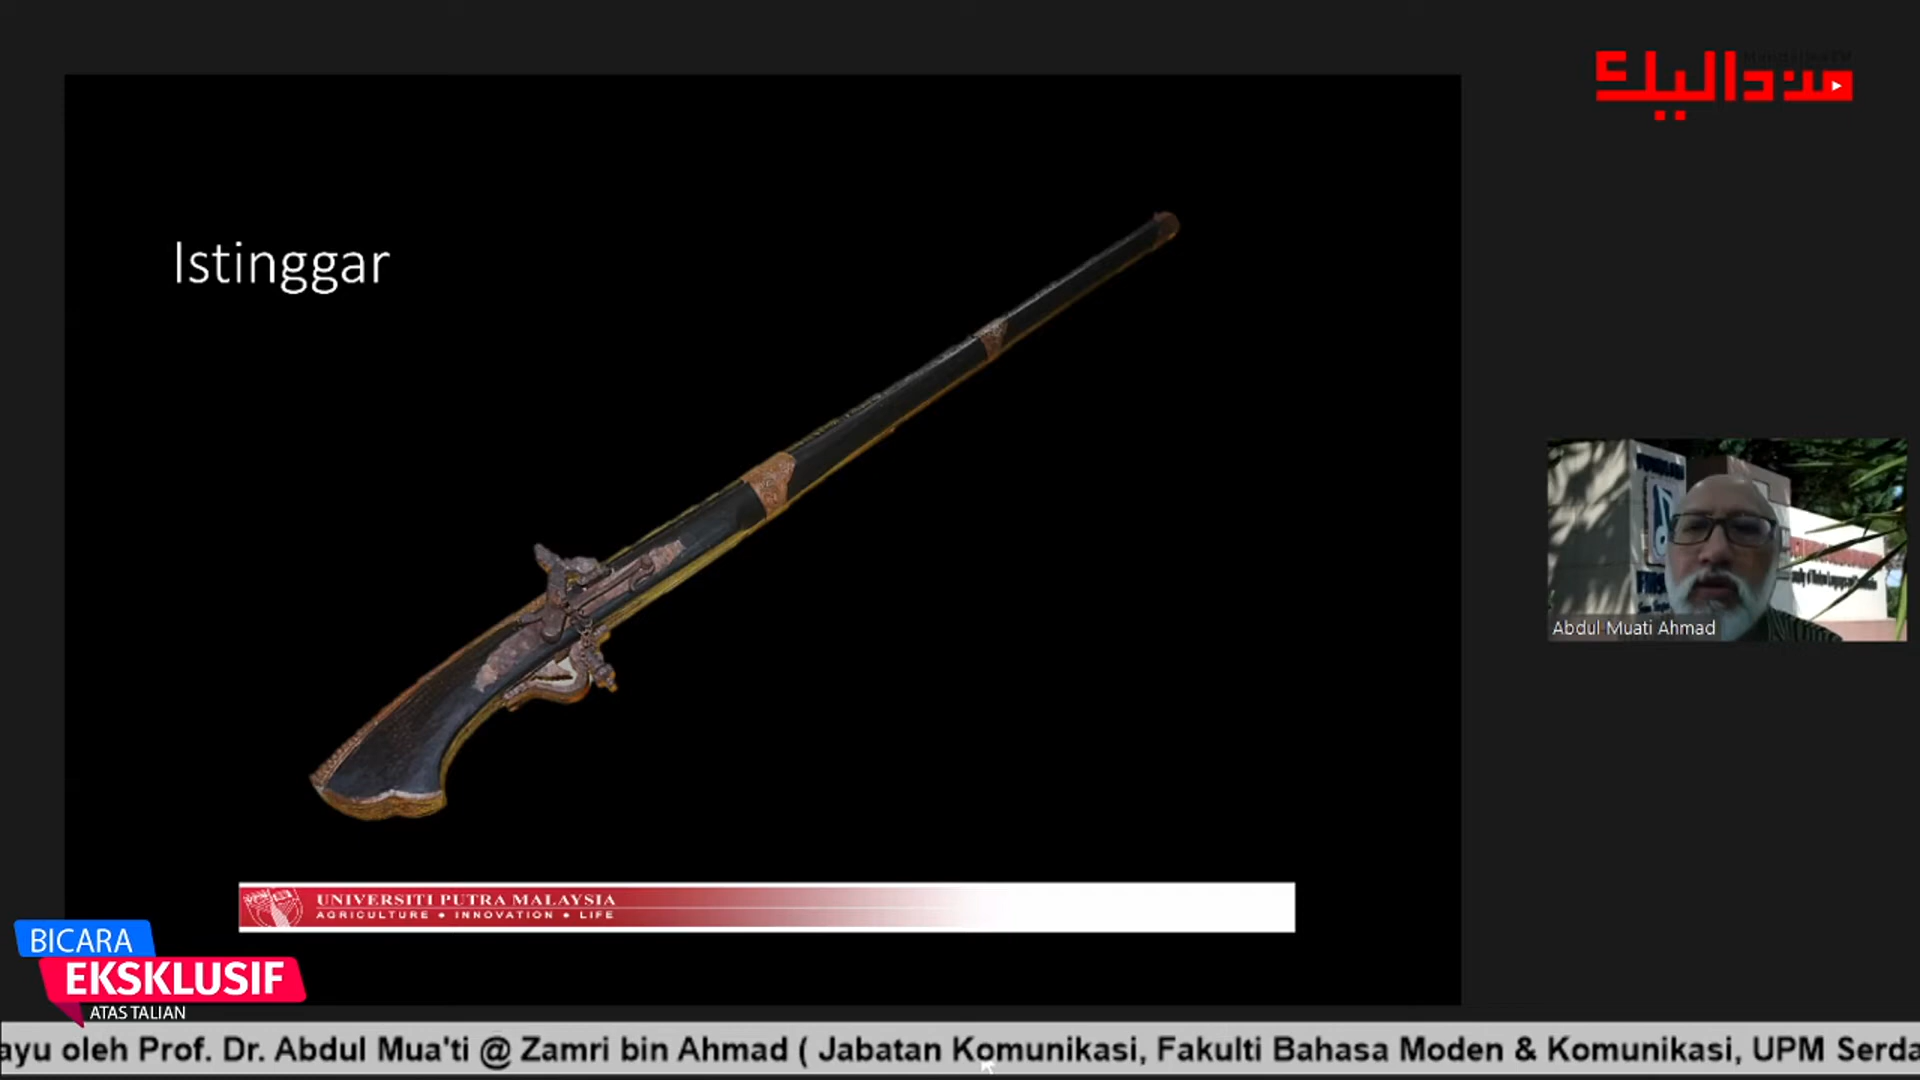 منداليك
Istinggar
Abdul Muati Ahmad
UNIVERSITI PUTRA MALAYSIA
AGRICULTURE • INNOVATION • LIFE
BICARA
EKSKLUSIF
ATAS TALIAN
ayu oleh Prof. Dr. Abdul Mua'ti @ Zamri bin Ahmad ( Jabatan Komunikasi, Fakulti Bahasa Moden & Komunikasi, UPM Serda